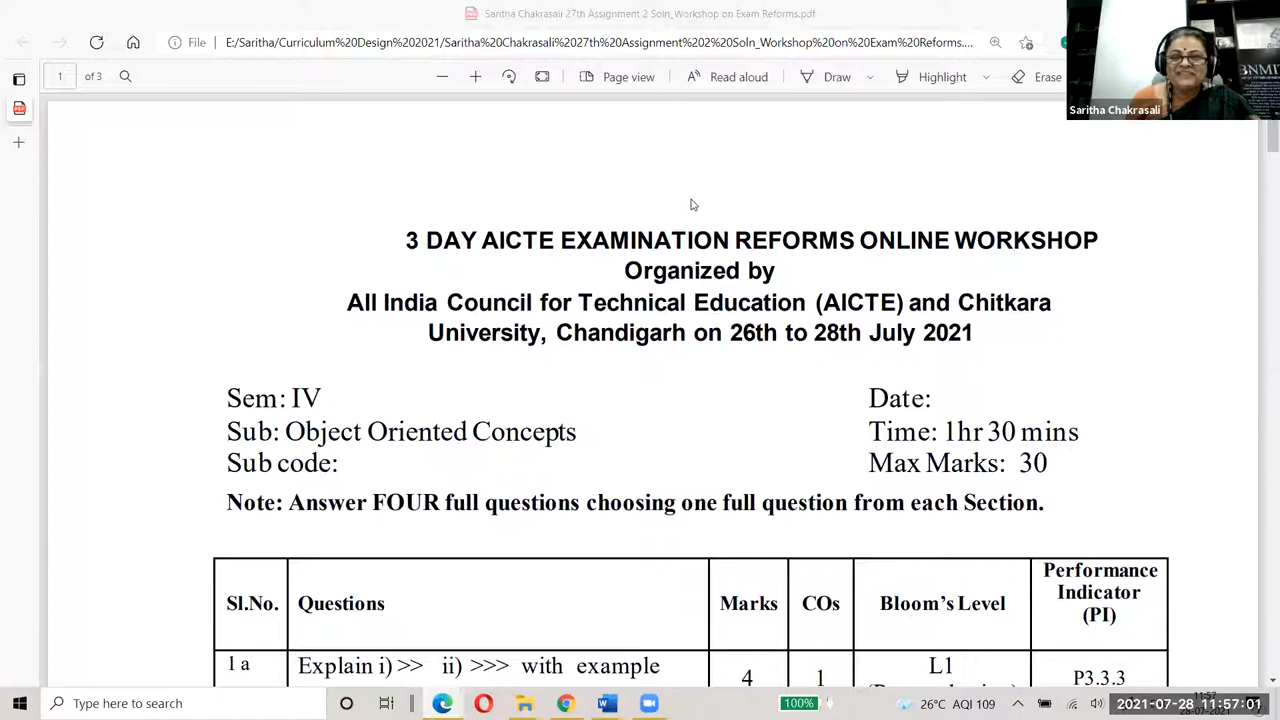 Saritha Chakrasali 27th Assignment 2 Soln_Workshop on Exam Reforms.pdf
File E:/Saritha/Curriculum%20Design%202021/Saritha%20Chakrasali%2027th%20Assignment%202%20Soln_Workshop%20on%20Exam%20Reforms....
1 of 3 Page view Read aloud Draw Highlight Erase
BNMIT
Saritha Chakrasali
3 DAY AICTE EXAMINATION REFORMS ONLINE WORKSHOP
Organized by
All India Council for Technical Education (AICTE) and Chitkara
University, Chandigarh on 26th to 28th July 2021
Sem: IV Date:
Sub: Object Oriented Concepts Time: 1hr 30 mins
Sub code: Max Marks: 30
Note: Answer FOUR full questions choosing one full question from each Section.
Sl.No. Questions Marks COs Bloom's Level Performance Indicator (PI)
1 a Explain i) >> ii) >>> with example 4 1 L1 P3.3.3
Type here to search 100% 26°C AQI 109 11:57
2021-07-28 11:57:01